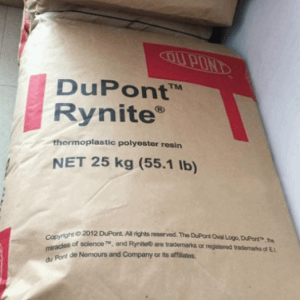 DU PONT
DuPont™
Rynite®
thermoplastic polyester resin
NET 25 kg (55.1 lb)
Copyright © 2012 DuPont. All rights reserved. The DuPont Oval Logo, DuPont™, the
miracles of science™, and Rynite® are trademarks or registered trademarks of E.I.
du Pont de Nemours and Company or its affiliates.